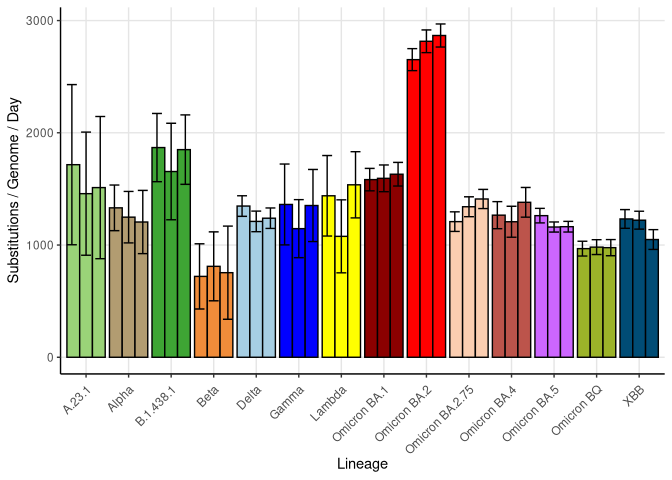 3000
2000
1000
0
Substitutions / Genome / Day
A.23.1
Alpha
B.1.438.1
Beta
Delta
Gamma
Lambda
Omicron BA.1
Omicron BA.2
Omicron BA.2.75
Omicron BA.4
Omicron BA.5
Omicron BQ
XBB
Lineage